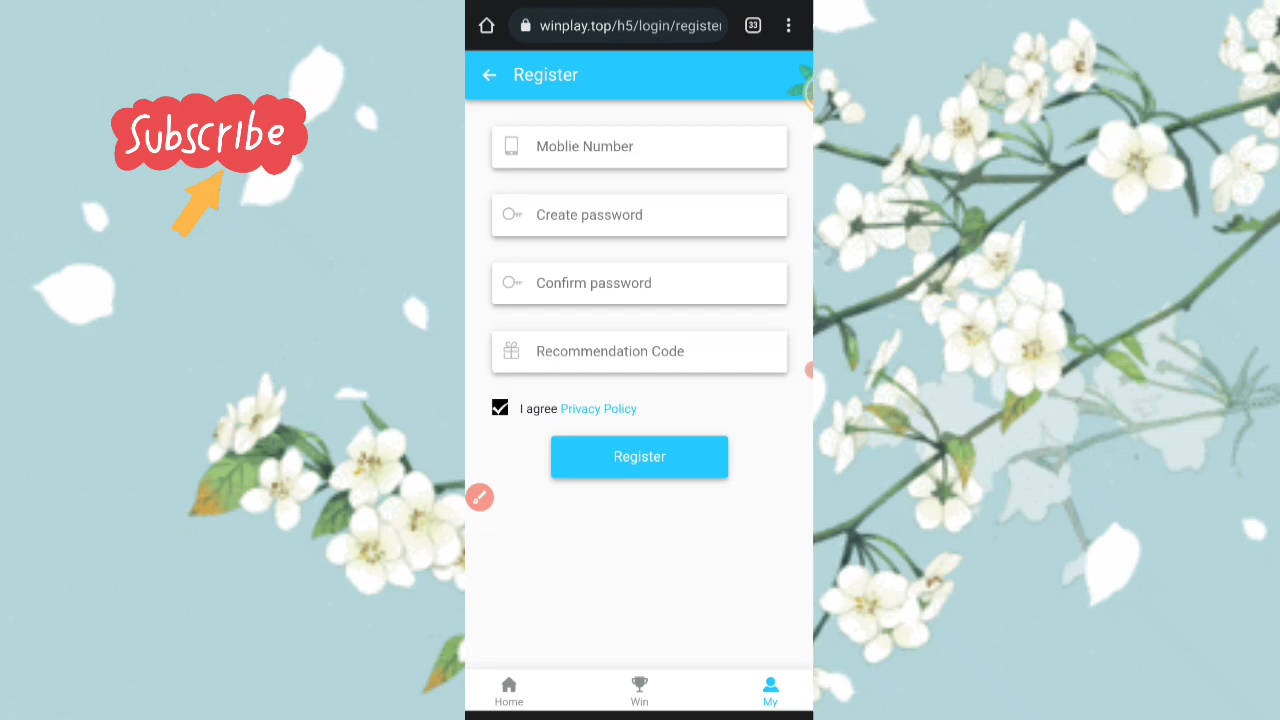 Subscribe
winplay.top/h5/login/register
33
Register
Moblie Number
Create password
Confirm password
Recommendation Code
I agree Privacy Policy
Register
Home
Win
My